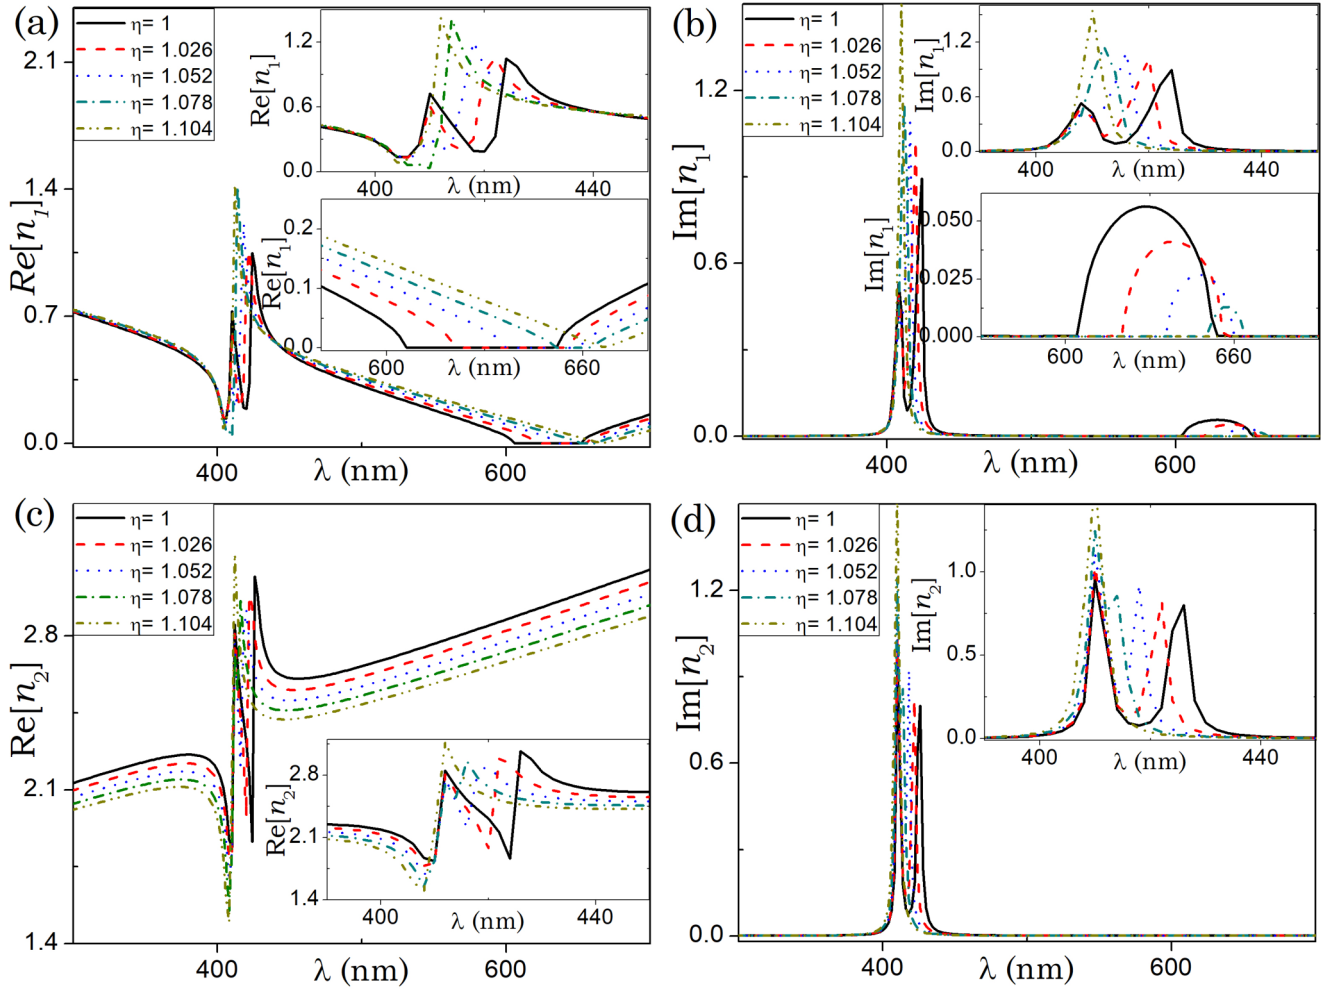 (a)
η= 1
η= 1.026
η= 1.052
η= 1.078
η= 1.104
Re[n1]
2.1
1.4
0.7
0.0
400
600
λ (nm)
Re[n1]
1.2
0.6
0.0
400
440
λ (nm)
Re[n1]
0.2
0.1
0.0
600
660
λ (nm)
(b)
η= 1
η= 1.026
η= 1.052
η= 1.078
η= 1.104
Im[n1]
1.2
0.6
0.0
400
600
λ (nm)
Im[n1]
1.2
0.6
0.0
400
440
λ (nm)
Im[n1]
0.050
0.025
0.000
600
660
λ (nm)
(c)
η= 1
η= 1.026
η= 1.052
η= 1.078
η= 1.104
Re[n2]
2.8
2.1
1.4
400
600
λ (nm)
Re[n2]
2.8
2.1
1.4
400
440
λ (nm)
(d)
η= 1
η= 1.026
η= 1.052
η= 1.078
η= 1.104
Im[n2]
1.2
0.6
0.0
400
600
λ (nm)
Im[n2]
1.0
0.5
0.0
400
440
λ (nm)